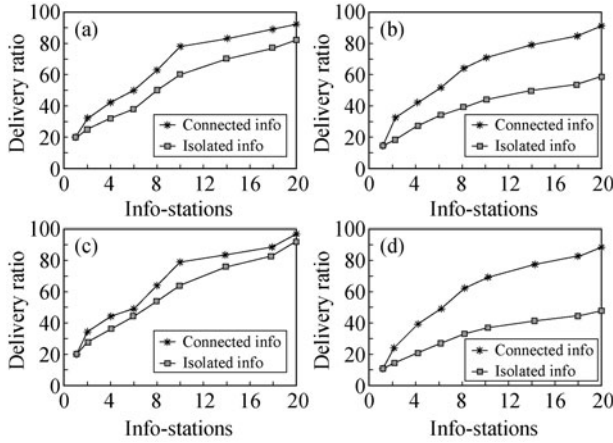 (a)
Delivery ratio
100
80
60
40
20
0
0 4 8 12 16 20
Info-stations
Connected info
Isolated info
(b)
Delivery ratio
100
80
60
40
20
0
0 4 8 12 16 20
Info-stations
Connected info
Isolated info
(c)
Delivery ratio
100
80
60
40
20
0
0 4 8 12 16 20
Info-stations
Connected info
Isolated info
(d)
Delivery ratio
100
80
60
40
20
0
0 4 8 12 16 20
Info-stations
Connected info
Isolated info